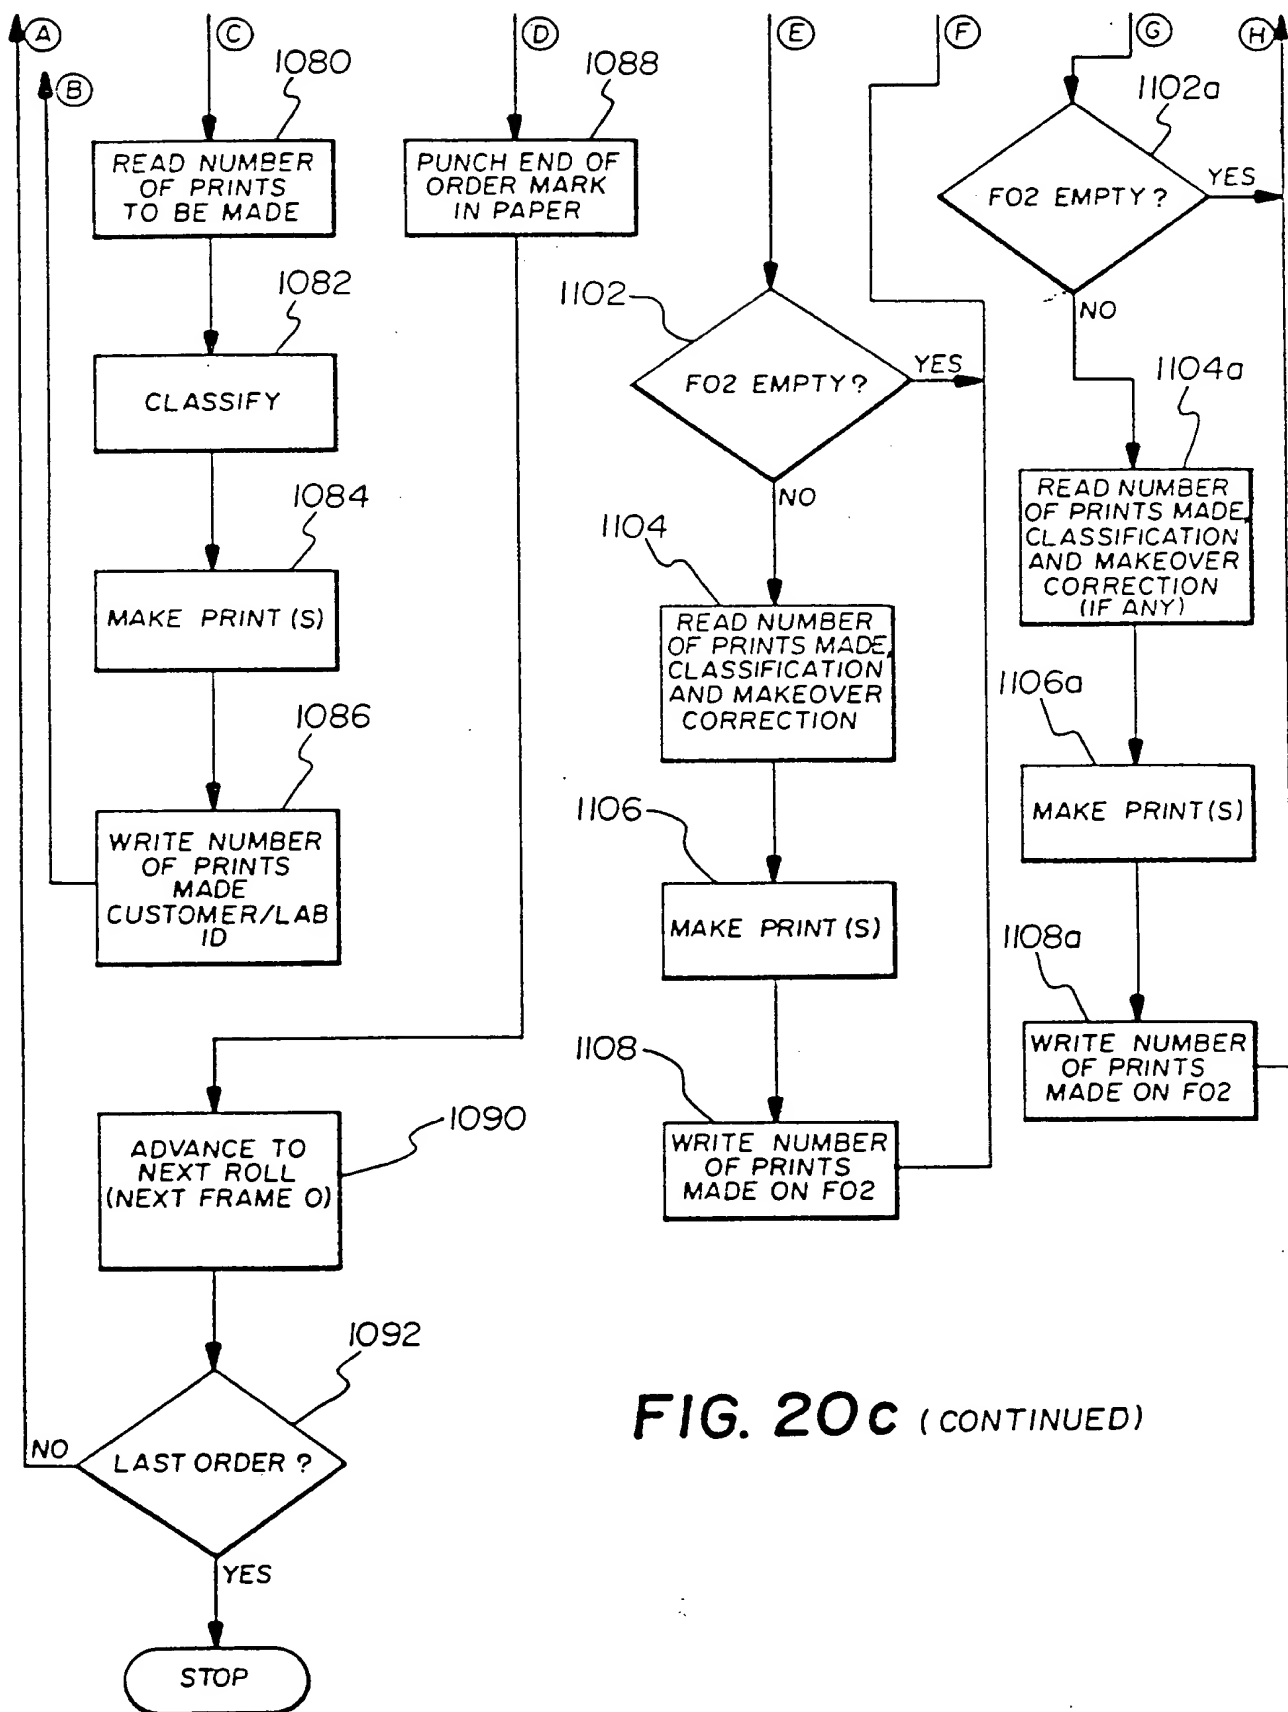 A
B
C
D
E
F
G
H
1080
READ NUMBER
OF PRINTS
TO BE MADE
1082
CLASSIFY
1084
MAKE PRINT(S)
1086
WRITE NUMBER
OF PRINTS
MADE
CUSTOMER/LAB
ID
1088
PUNCH END OF
ORDER MARK
IN PAPER
1090
ADVANCE TO
NEXT ROLL
(NEXT FRAME 0)
1092
LAST ORDER ?
NO
YES
STOP
1102
F02 EMPTY?
YES
NO
1104
READ NUMBER
OF PRINTS MADE,
CLASSIFICATION
AND MAKEOVER
CORRECTION
1106
MAKE PRINT(S)
1108
WRITE NUMBER
OF PRINTS
MADE ON F02
1102a
F02 EMPTY?
YES
NO
1104a
READ NUMBER
OF PRINTS MADE,
CLASSIFICATION
AND MAKEOVER
CORRECTION
(IF ANY)
1106a
MAKE PRINT(S)
1108a
WRITE NUMBER
OF PRINTS
MADE ON F02
FIG. 20c (CONTINUED)